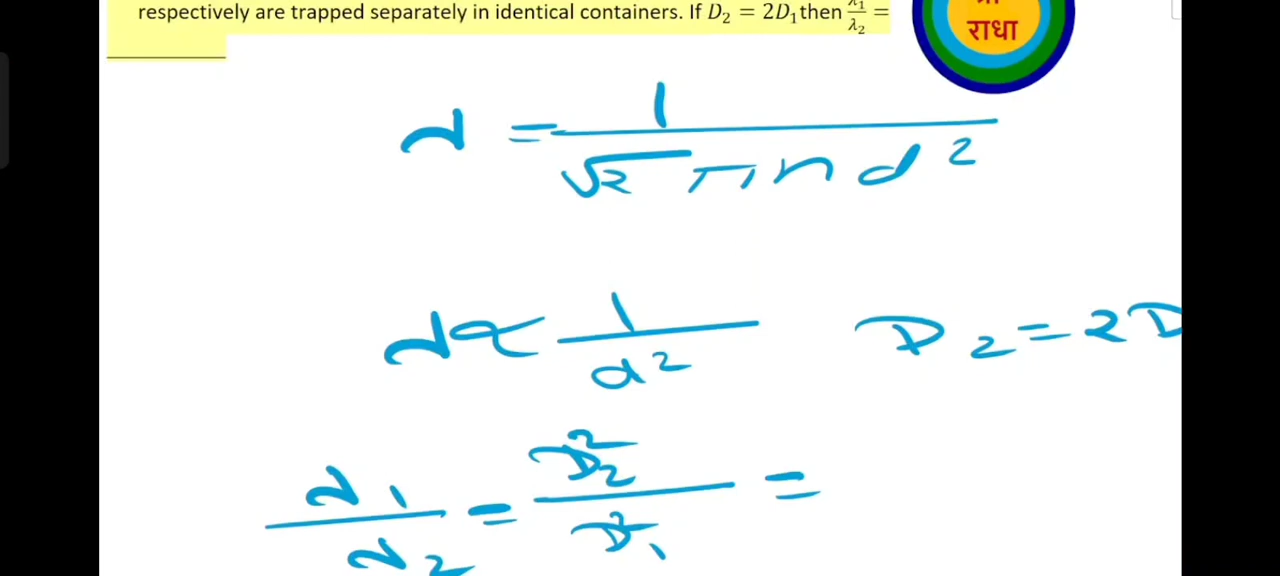 respectively are trapped separately in identical containers. If D₂ = 2D₁ then λ₁/λ₂ =
राधा
λ = 1/(√2 π n d²)
λ ∝ 1/d² D₂ = 2D
λ₁/λ₂ = D₂²/D₁² =